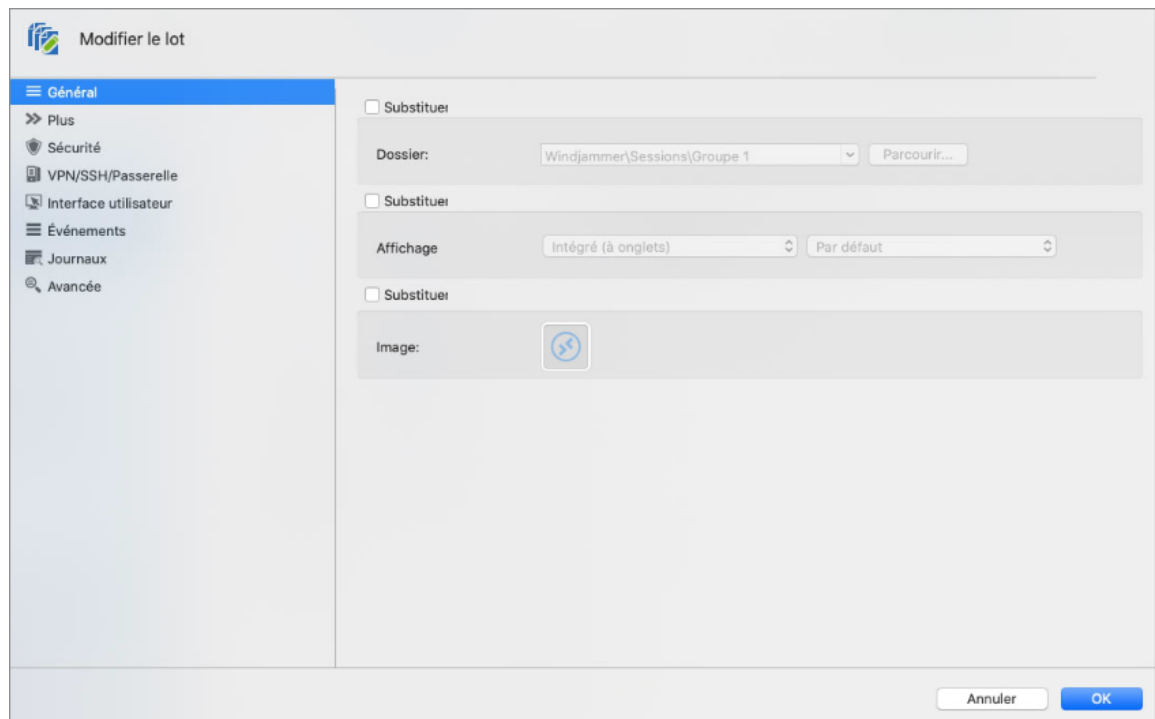 Modifier le lot
Général
Plus
Sécurité
VPN/SSH/Passerelle
Interface utilisateur
Événements
Journaux
Avancée
Substituer
Dossier:
Windjammer\Sessions\Groupe 1
Parcourir...
Substituer
Affichage
Intégré (à onglets)
Par défaut
Substituer
Image:
Annuler
OK